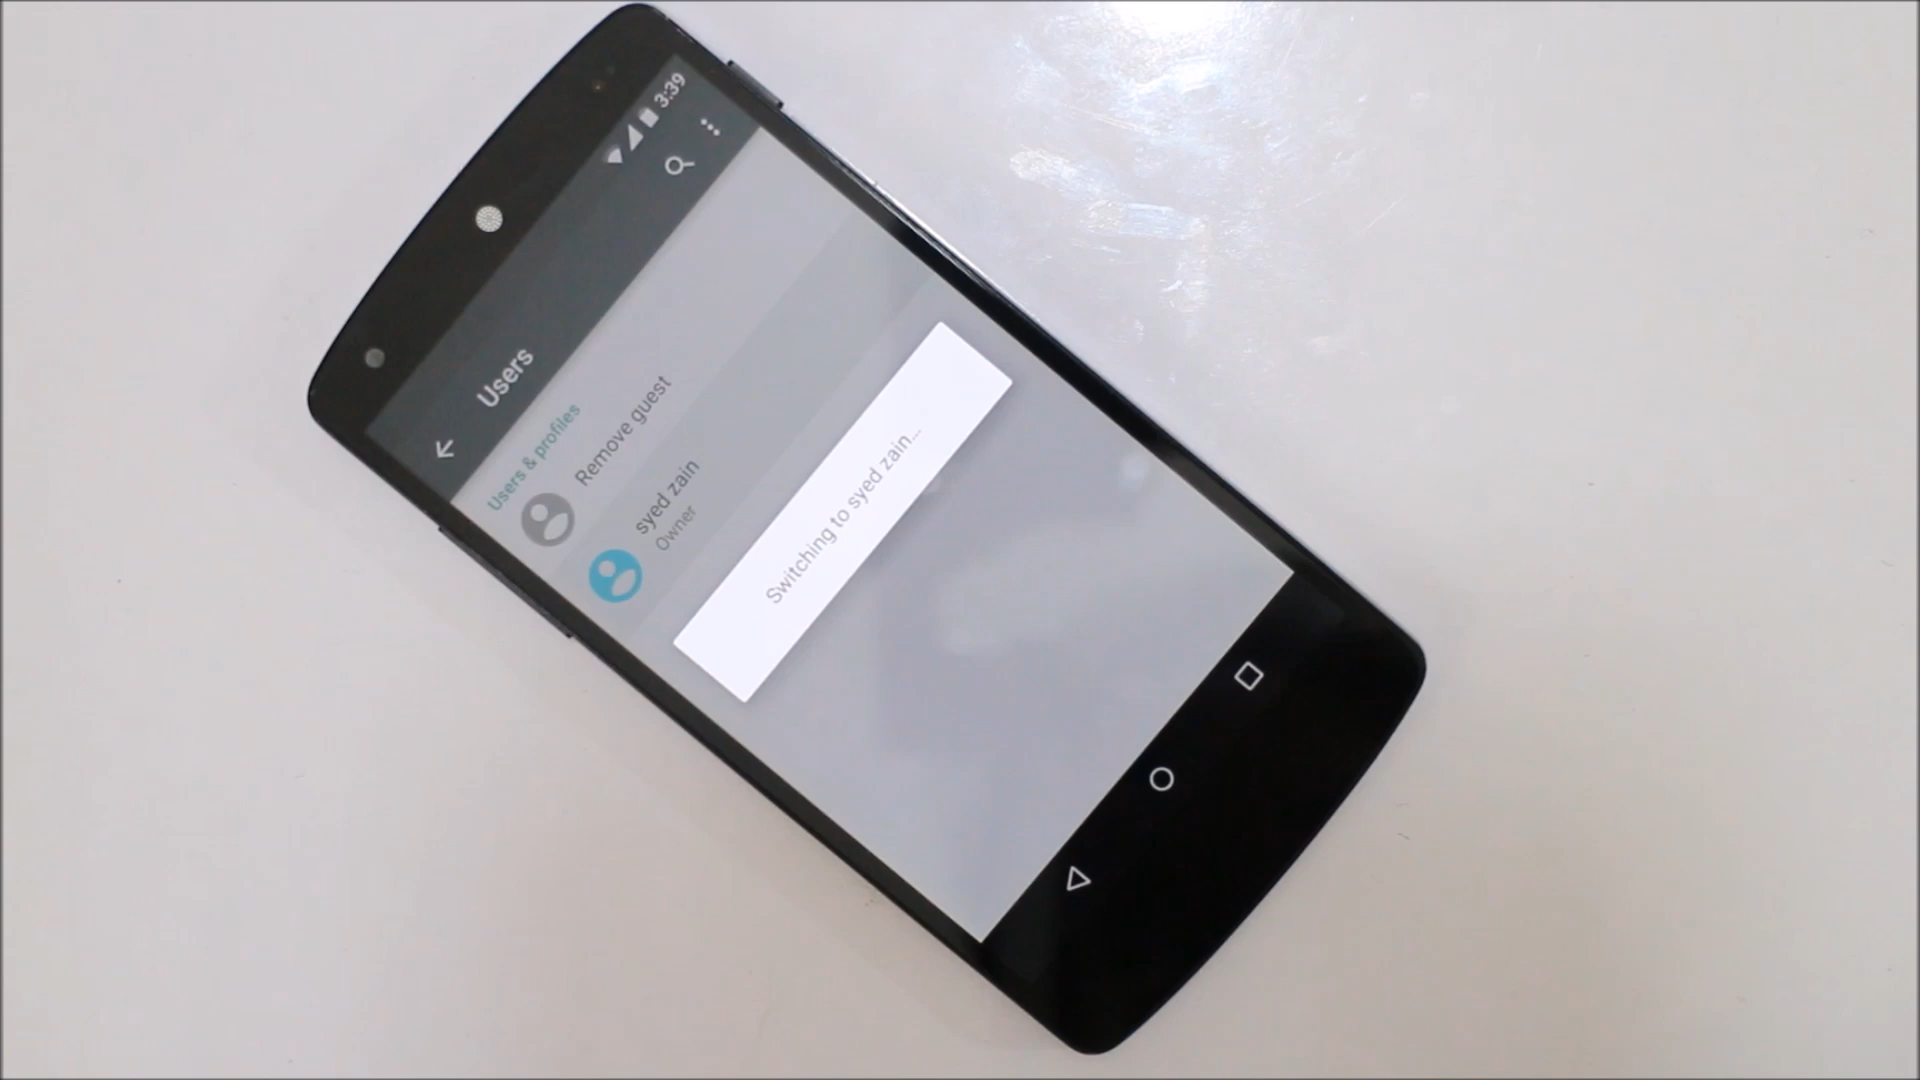 3:39
Users
Users & profiles
Remove guest
syed zain
Owner
Switching to syed zain...